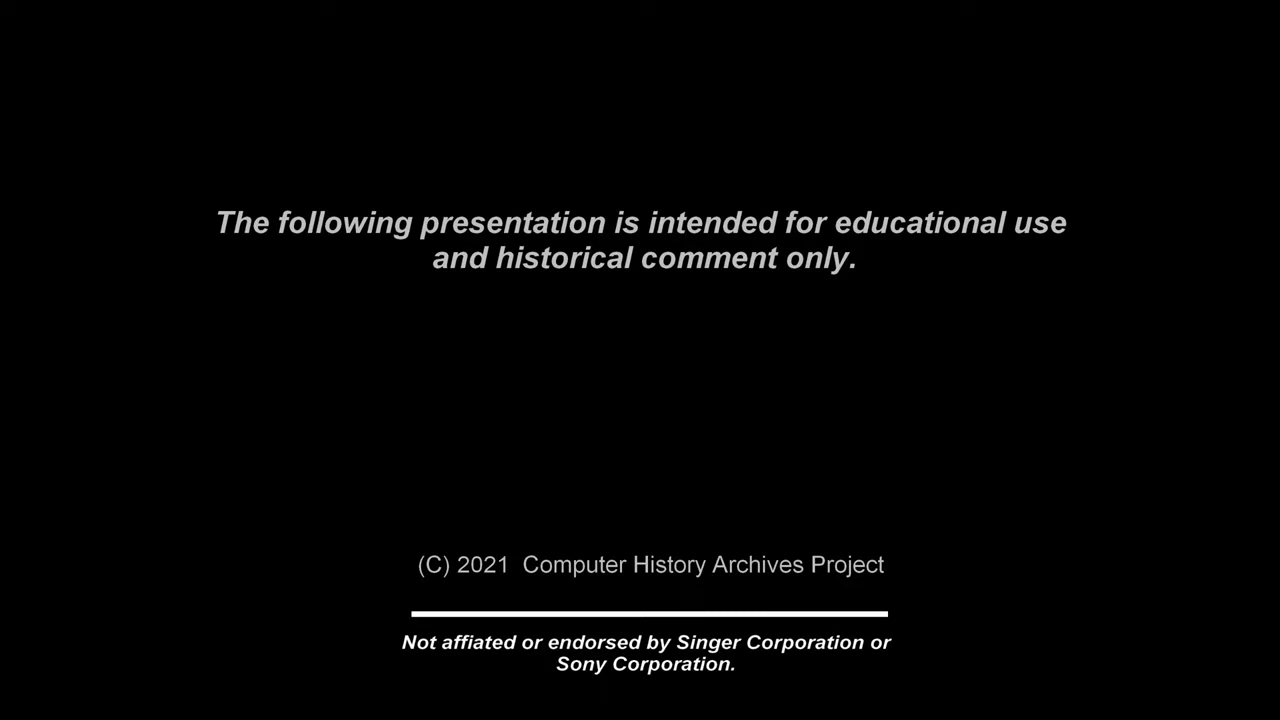 The following presentation is intended for educational use
and historical comment only.
(C) 2021  Computer History Archives Project
Not affiated or endorsed by Singer Corporation or
Sony Corporation.